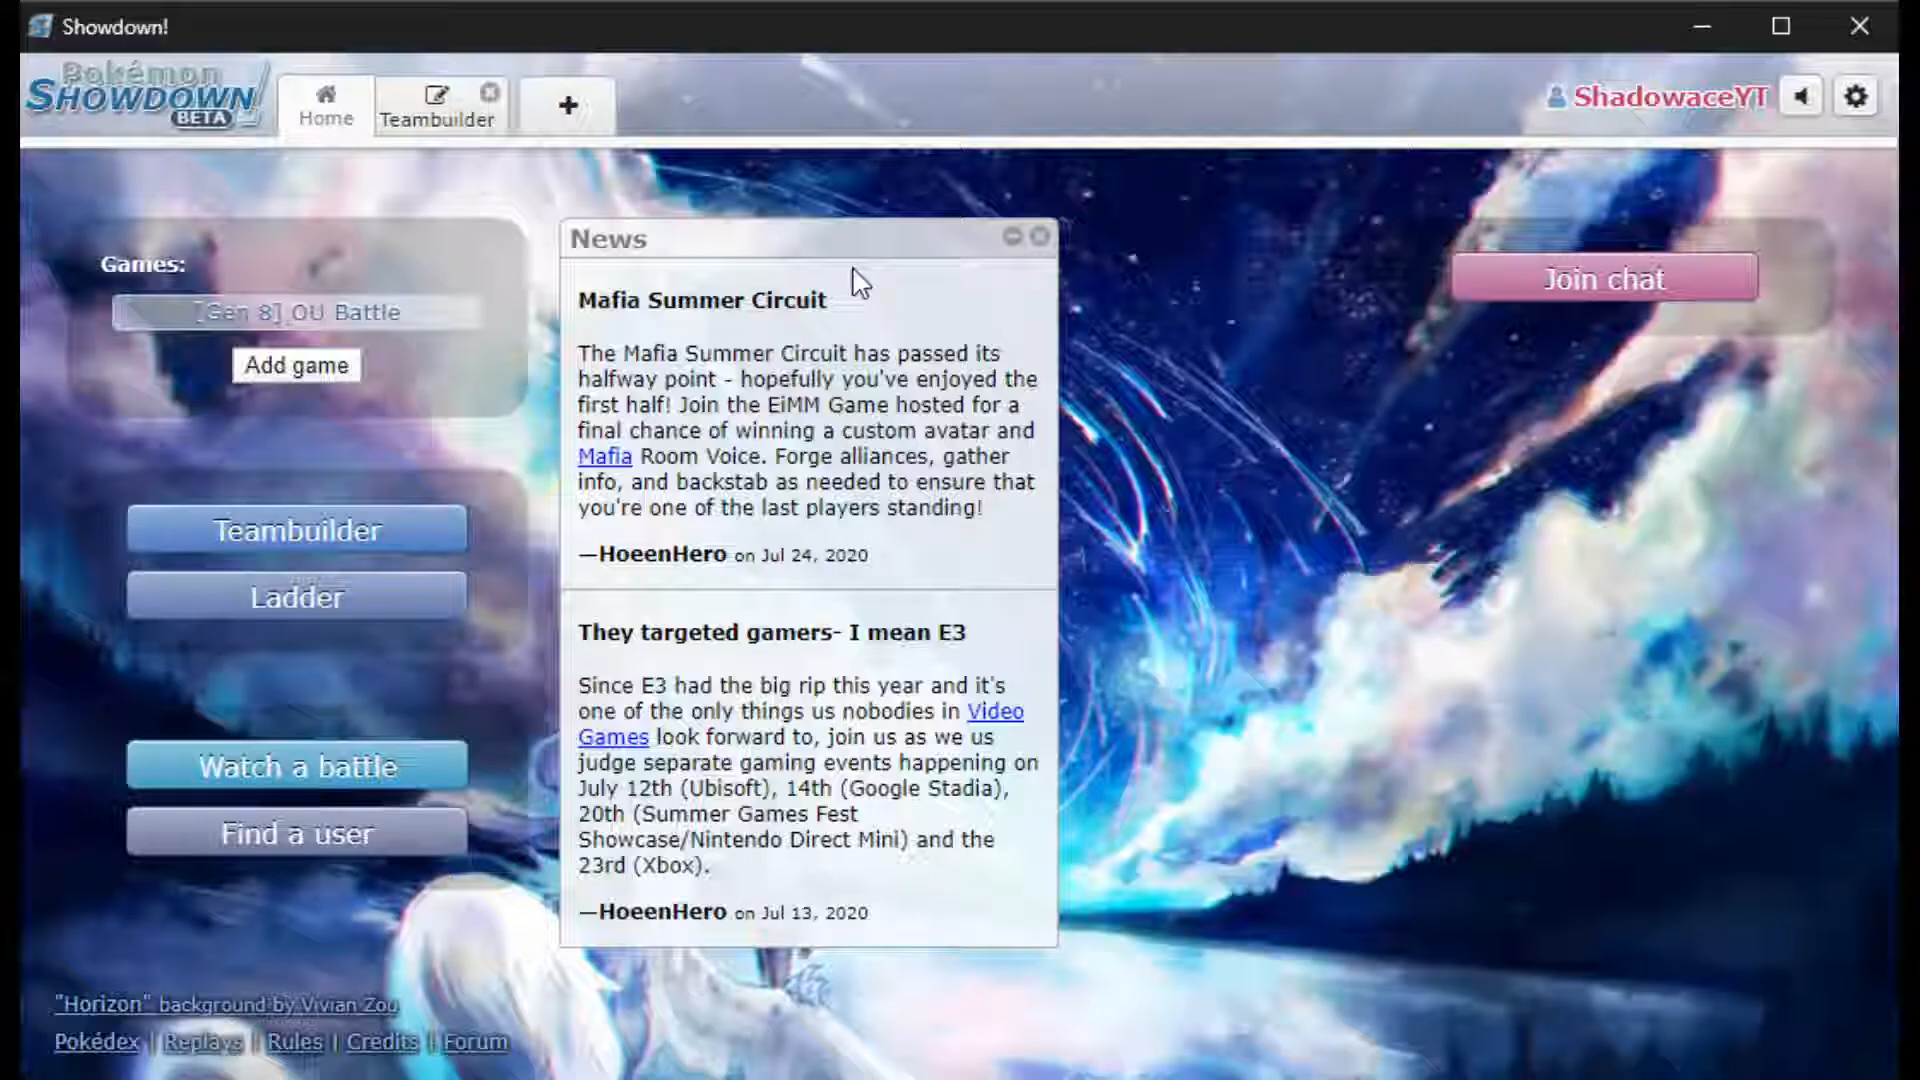 Showdown!
Pokémon
SHOWDOWN
BETA
Home
Teambuilder
+
ShadowaceYT
Games:
[Gen 8] OU Battle
Add game
Teambuilder
Ladder
Watch a battle
Find a user
News
Mafia Summer Circuit
The Mafia Summer Circuit has passed its
halfway point - hopefully you've enjoyed the
first half! Join the EiMM Game hosted for a
final chance of winning a custom avatar and
Mafia Room Voice. Forge alliances, gather
info, and backstab as needed to ensure that
you're one of the last players standing!
—HoeenHero on Jul 24, 2020
They targeted gamers- I mean E3
Since E3 had the big rip this year and it's
one of the only things us nobodies in Video
Games look forward to, join us as we us
judge separate gaming events happening on
July 12th (Ubisoft), 14th (Google Stadia),
20th (Summer Games Fest
Showcase/Nintendo Direct Mini) and the
23rd (Xbox).
—HoeenHero on Jul 13, 2020
Join chat
"Horizon" background by Vivian Zou
Pokédex | Replays | Rules | Credits | Forum